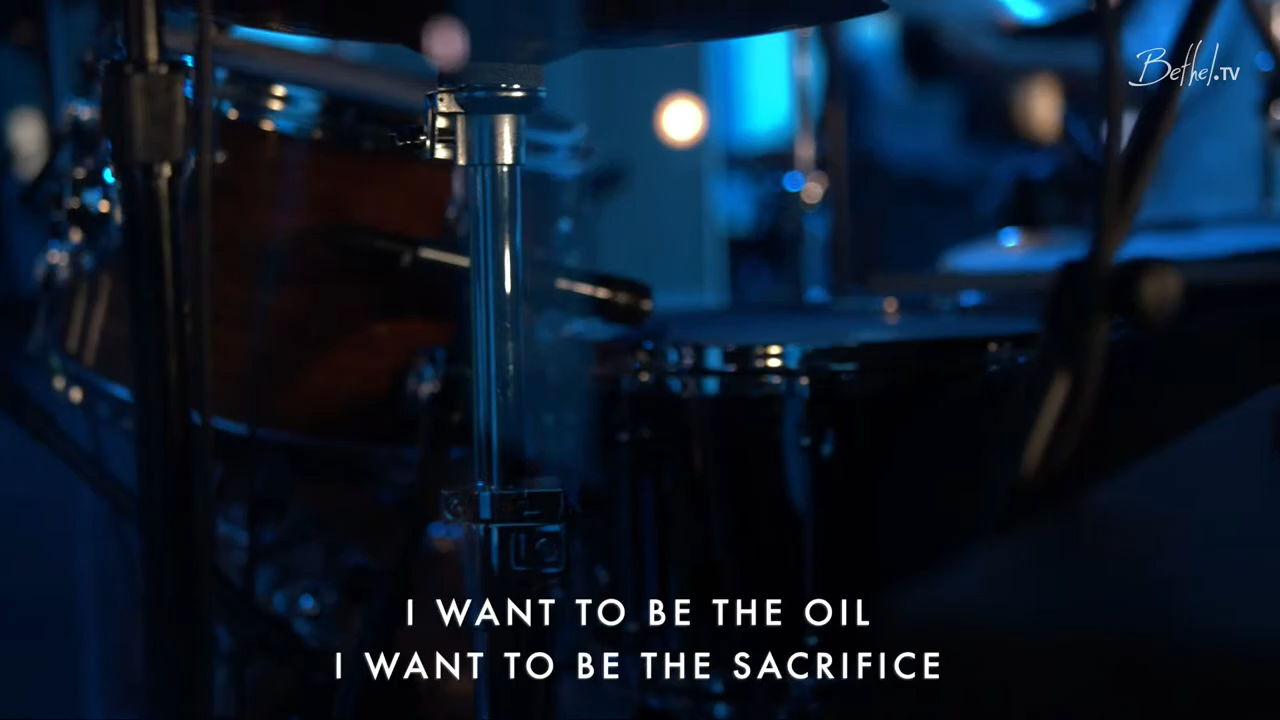 Bethel.TV
I WANT TO BE THE OIL
I WANT TO BE THE SACRIFICE